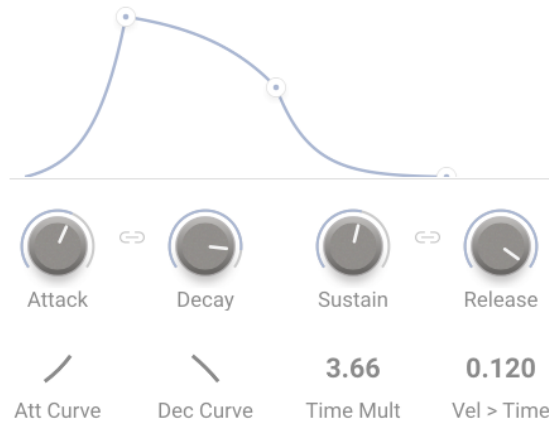 Attack Decay Sustain Release
3.66 0.120
Att Curve Dec Curve Time Mult Vel > Time